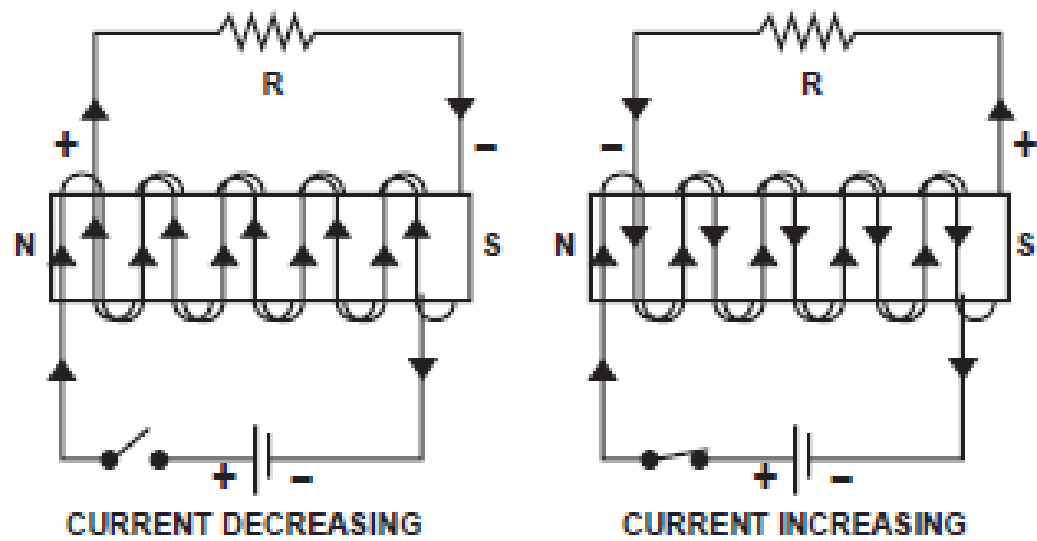 R
+
-
N
S
+
-
CURRENT DECREASING
R
-
+
N
S
+
-
CURRENT INCREASING